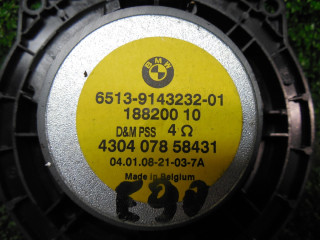 BMW
6513-9143232-01
188200 10
D&M PSS 4 Ω
4304 078 58431
04.01.08-21-03-7A
Made in Belgium
E90